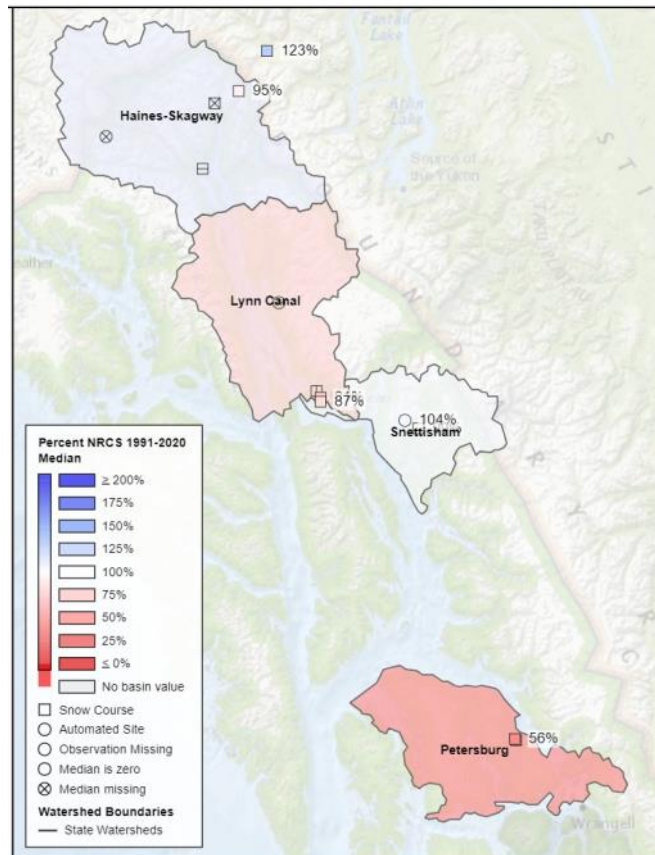 Fantail
Lake
123%
95%
Haines-Skagway
Atlin
Lake
Source of
the Yukon
Lynn Canal
87%
104%
Snettisham
Percent NRCS 1991-2020
Median
≥ 200%
175%
150%
125%
100%
75%
50%
25%
≤ 0%
No basin value
Snow Course
Automated Site
Observation Missing
Median is zero
Median missing
Watershed Boundaries
State Watersheds
Petersburg
56%
Wrangell